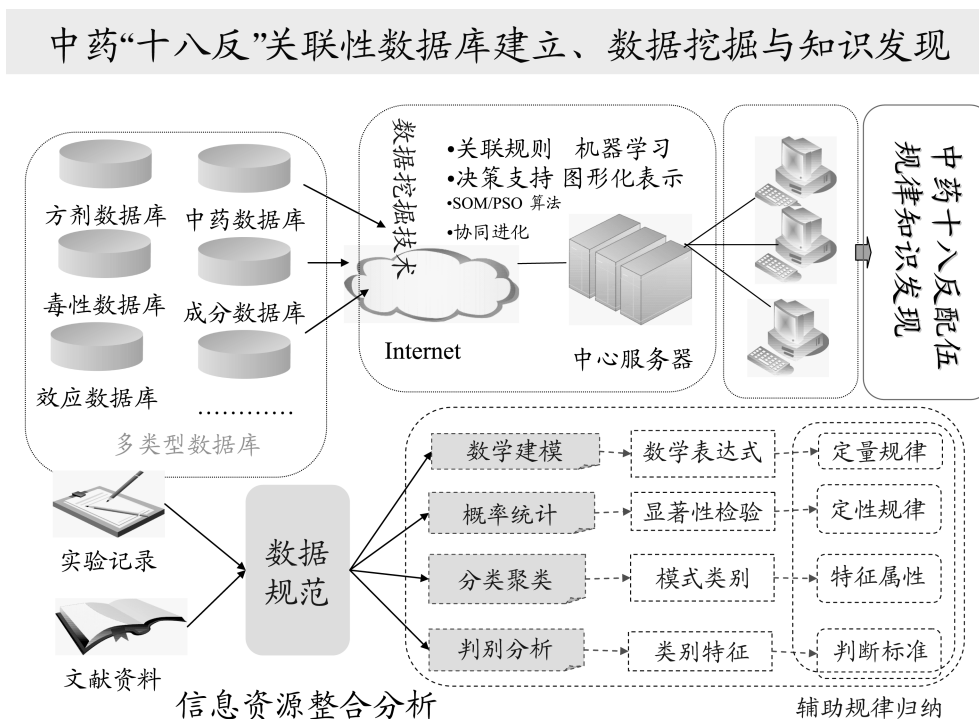 中药“十八反”关联性数据库建立、数据挖掘与知识发现
方剂数据库
中药数据库
毒性数据库
成分数据库
效应数据库
…………
多类型数据库
数据挖掘技术
•关联规则 机器学习
•决策支持 图形化表示
•SOM/PSO 算法
•协同进化
Internet
中心服务器
中药十八反配伍
规律知识发现
实验记录
文献资料
数据
规范
数学建模
数学表达式
定量规律
概率统计
显著性检验
定性规律
分类聚类
模式类别
特征属性
判别分析
类别特征
判断标准
信息资源整合分析
辅助规律归纳